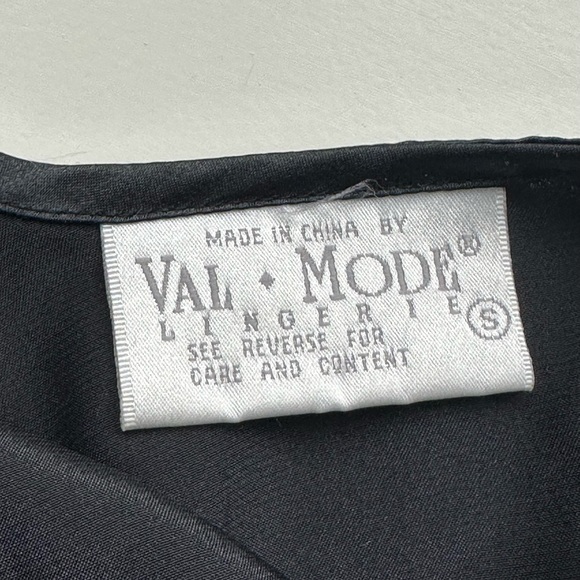 MADE IN CHINA BY
VAL • MODE®
LINGERIE Ⓢ
SEE REVERSE FOR
CARE AND CONTENT